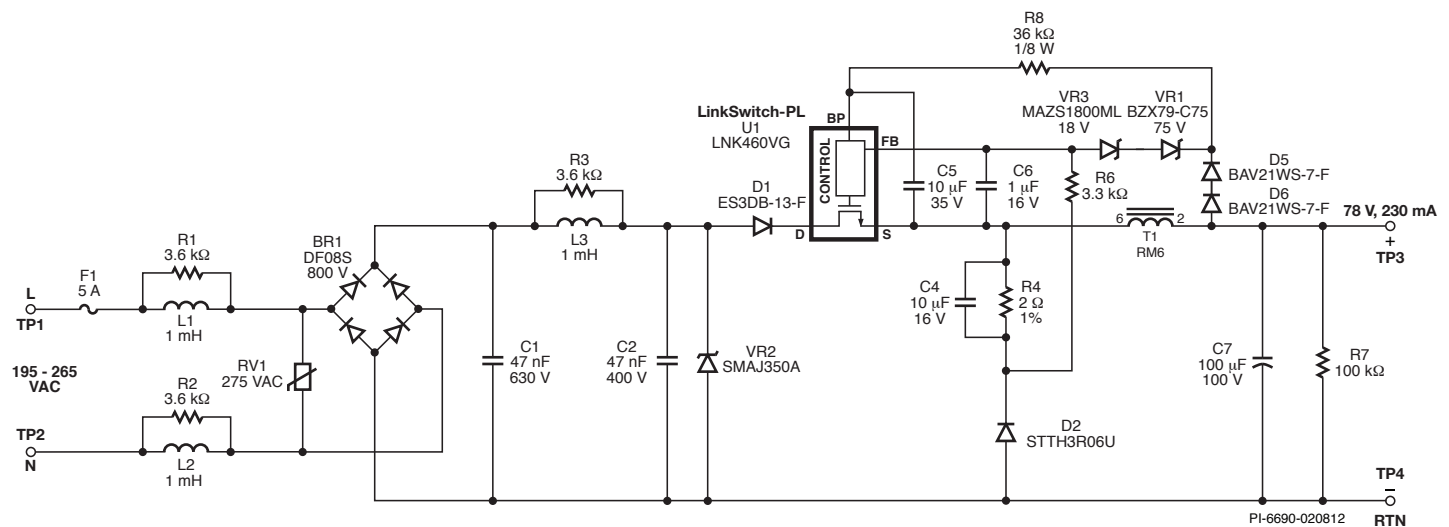 R8
36 kΩ
1/8 W
VR3
MAZS1800ML
18 V
VR1
BZX79-C75
75 V
LinkSwitch-PL
U1
LNK460VG
BP
FB
CONTROL
D
S
R3
3.6 kΩ
L3
1 mH
D1
ES3DB-13-F
C5
10 µF
35 V
C6
1 µF
16 V
R6
3.3 kΩ
D5
BAV21WS-7-F
D6
BAV21WS-7-F
6
2
T1
RM6
78 V, 230 mA
+
TP3
R1
3.6 kΩ
BR1
DF08S
800 V
F1
5 A
L
TP1
L1
1 mH
C4
10 µF
16 V
R4
2 Ω
1%
195 - 265
VAC
RV1
275 VAC
C1
47 nF
630 V
C2
47 nF
400 V
VR2
SMAJ350A
C7
100 µF
100 V
R7
100 kΩ
R2
3.6 kΩ
TP2
N
L2
1 mH
D2
STTH3R06U
TP4
–
RTN
PI-6690-020812